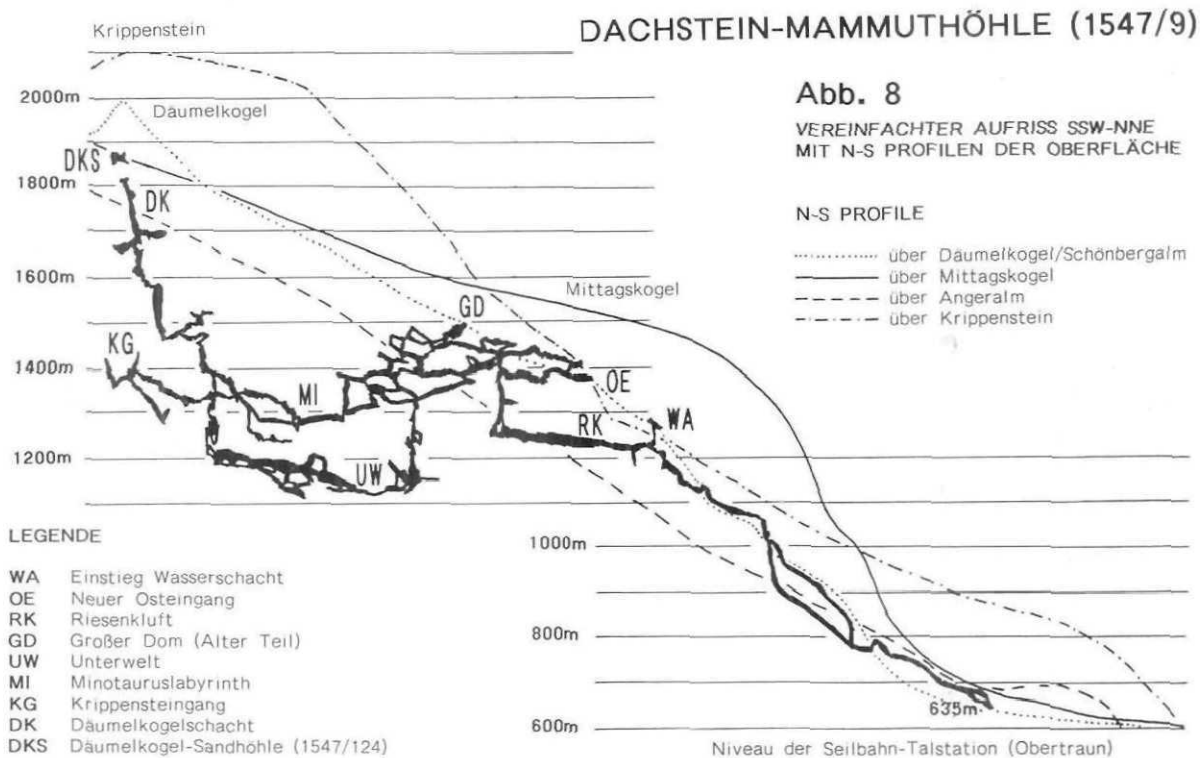 DACHSTEIN-MAMMUTHÖHLE (1547/9)
Abb. 8
VEREINFACHTER AUFRISS SSW-NNE
MIT N-S PROFILEN DER OBERFLÄCHE
N-S PROFILE
über Däumelkogel/Schönbergalm
über Mittagskogel
über Angeralm
über Krippenstein
Krippenstein
2000m
Däumelkogel
DKS
1800m
DK
1600m
Mittagskogel
GD
KG
1400m
OE
MI
WA
RK
1200m
UW
1000m
800m
635m
600m
Niveau der Seilbahn-Talstation (Obertraun)
LEGENDE
WA Einstieg Wasserschacht
OE Neuer Osteingang
RK Riesenkluft
GD Großer Dom (Alter Teil)
UW Unterwelt
MI Minotauruslabyrinth
KG Krippensteingang
DK Däumelkogelschacht
DKS Däumelkogel-Sandhöhle (1547/124)